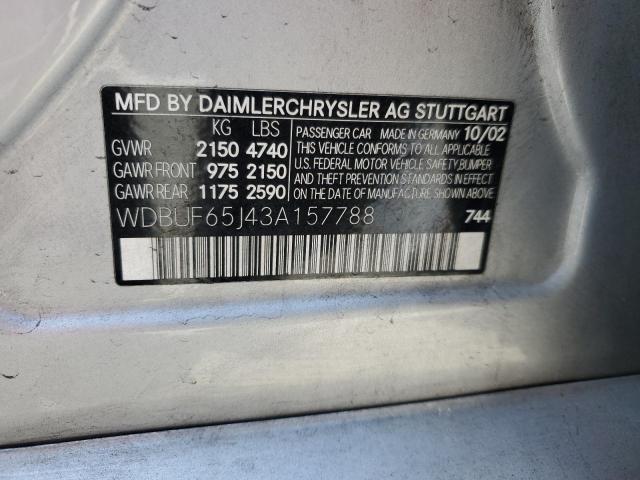 MFD BY DAIMLERCHRYSLER AG STUTTGART
KG LBS
GVWR 2150 4740
GAWR FRONT 975 2150
GAWR REAR 1175 2590
PASSENGER CAR MADE IN GERMANY 10/02
THIS VEHICLE CONFORMS TO ALL APPLICABLE
U.S. FEDERAL MOTOR VEHICLE SAFETY, BUMPER
AND THEFT PREVENTION STANDARDS IN EFFECT
ON THE DATE OF MANUFACTURE SHOWN ABOVE.
WDBUF65J43A157788 744